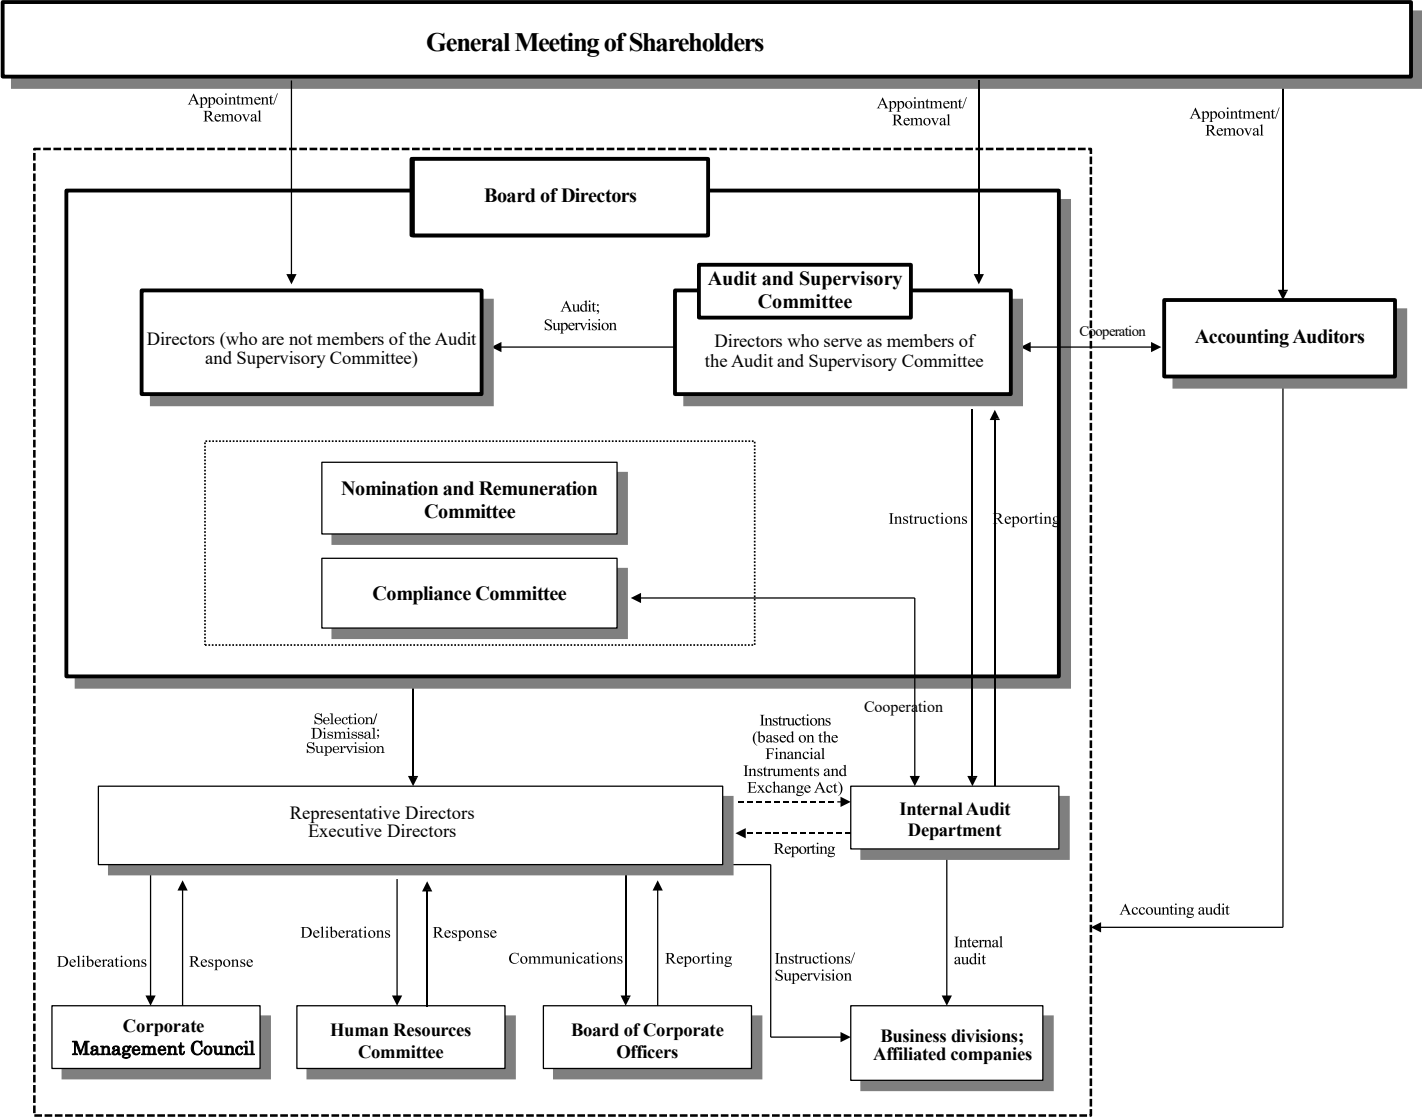 General Meeting of Shareholders
Appointment/
Removal
Appointment/
Removal
Appointment/
Removal
Board of Directors
Audit and Supervisory
Committee
Directors (who are not members of the Audit
and Supervisory Committee)
Audit;
Supervision
Directors who serve as members of
the Audit and Supervisory Committee
Cooperation
Accounting Auditors
Nomination and Remuneration
Committee
Instructions
Reporting
Compliance Committee
Cooperation
Selection/
Dismissal;
Supervision
Instructions
(based on the
Financial
Instruments and
Exchange Act)
Representative Directors
Executive Directors
Internal Audit
Department
Reporting
Accounting audit
Deliberations
Response
Deliberations
Response
Communications
Reporting
Instructions/
Supervision
Internal
audit
Corporate
Management Council
Human Resources
Committee
Board of Corporate
Officers
Business divisions;
Affiliated companies